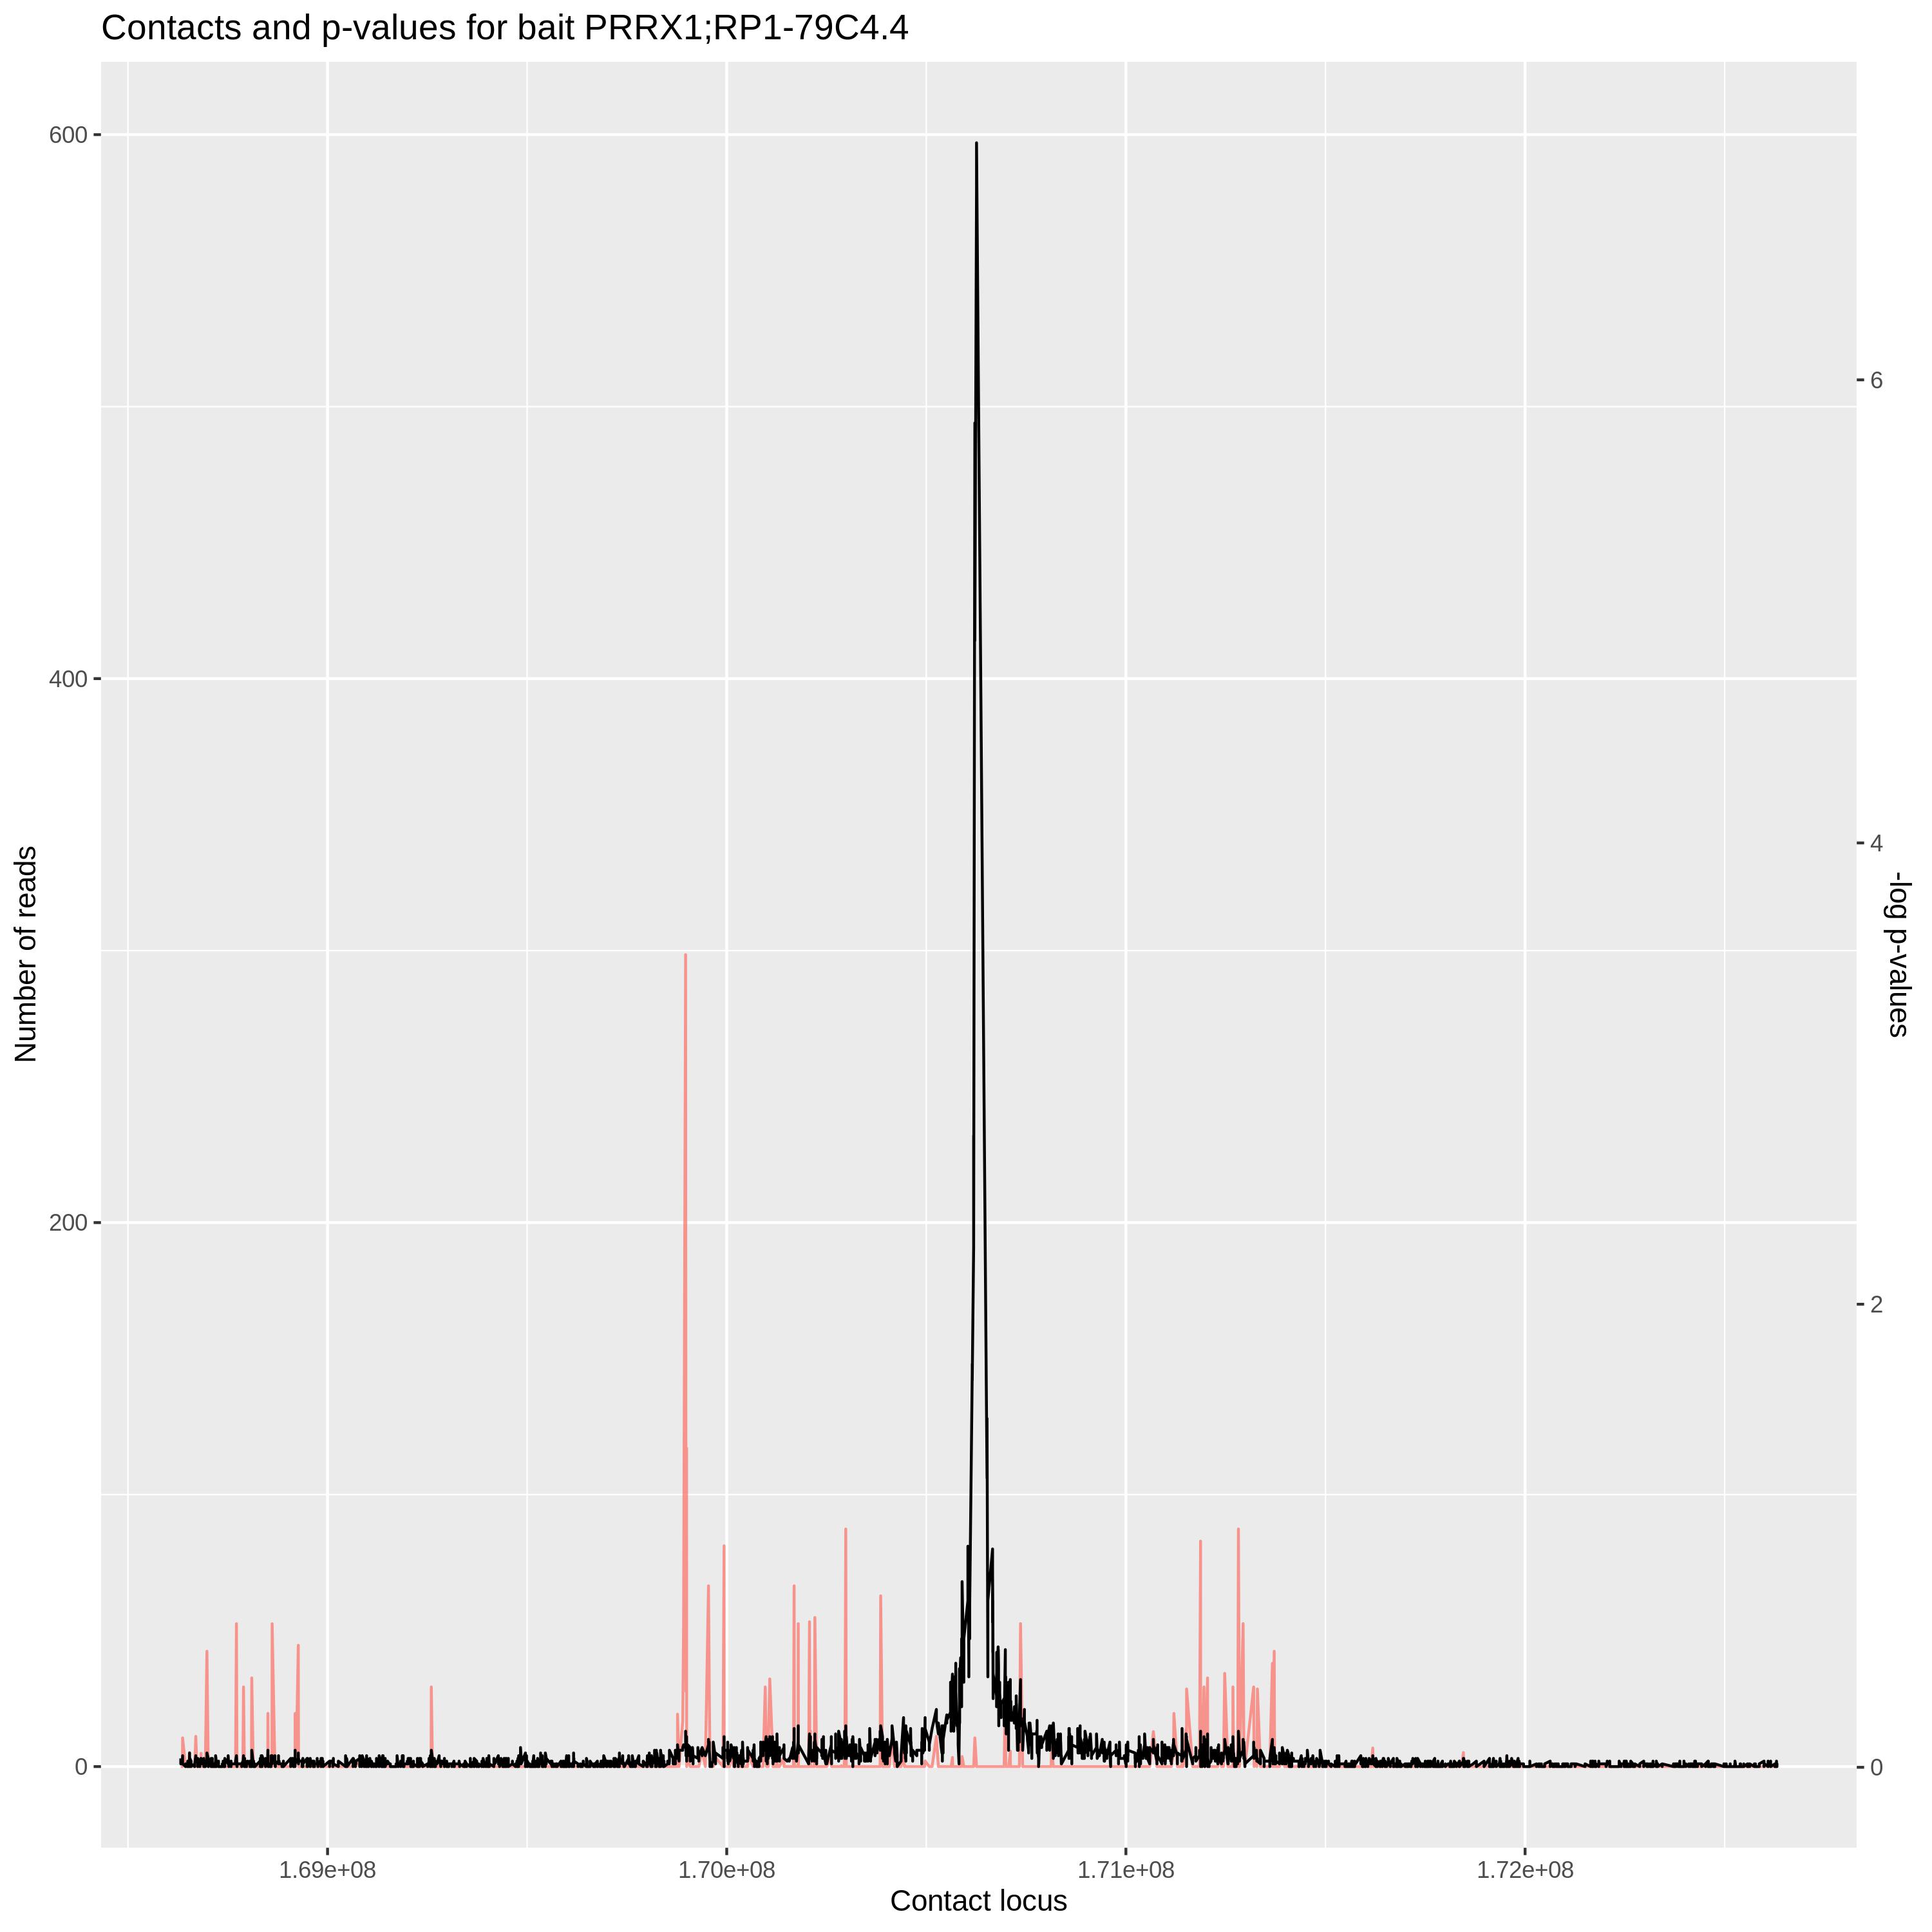 Contacts and p-values for bait PRRX1;RP1-79C4.4
600
400
200
0
Number of reads
6
4
2
0
-log p-values
1.69e+08
1.70e+08
1.71e+08
1.72e+08
Contact locus